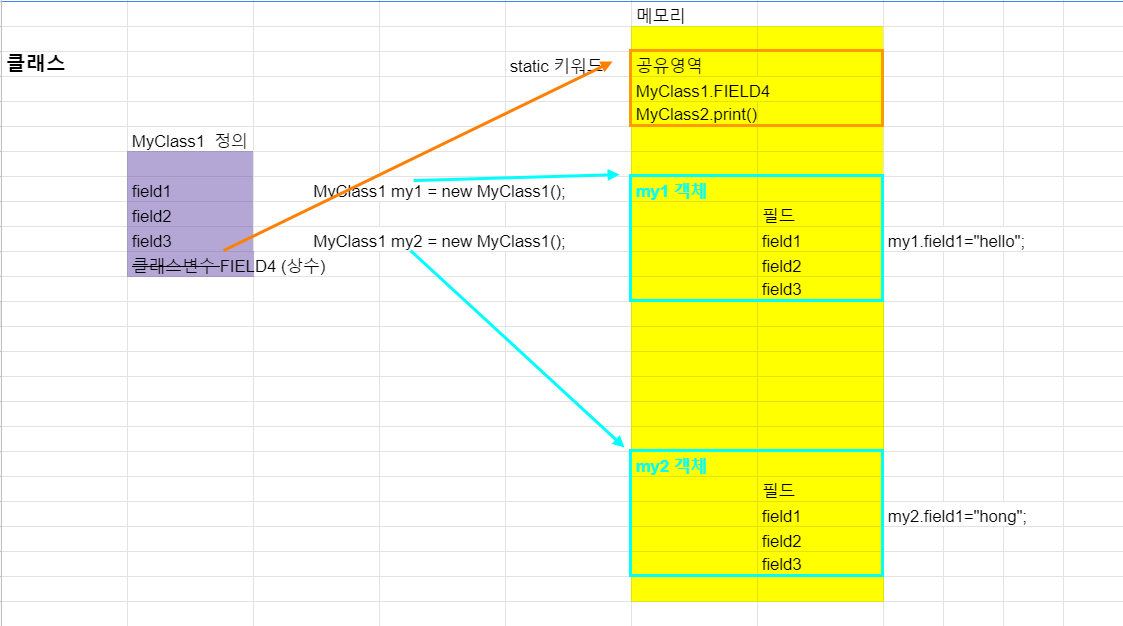 메모리
클래스
static 키워드
공유영역
MyClass1.FIELD4
MyClass2.print()
MyClass1 정의
field1
field2
field3
클래스변수 FIELD4 (상수)
MyClass1 my1 = new MyClass1();
MyClass1 my2 = new MyClass1();
my1 객체
필드
field1
my1.field1="hello";
field2
field3
my2 객체
필드
field1
my2.field1="hong";
field2
field3